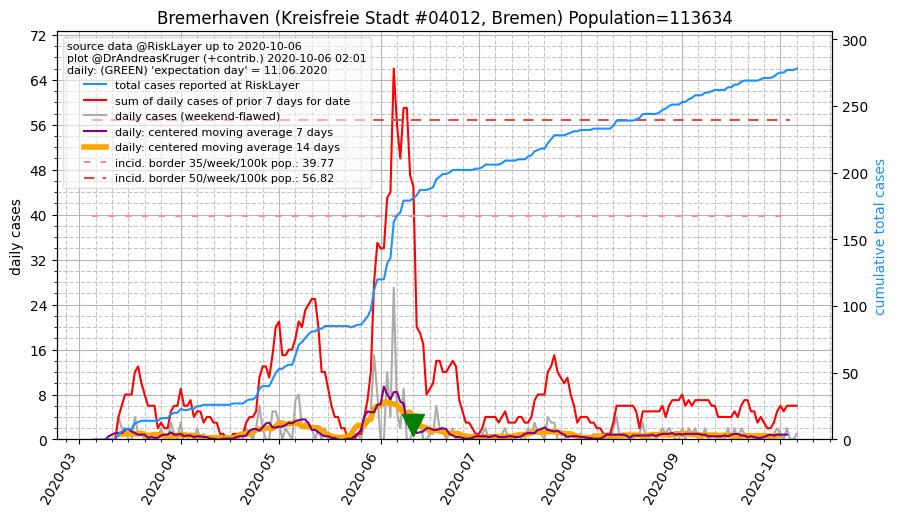 Bremerhaven (Kreisfreie Stadt #04012, Bremen) Population=113634
source data @RiskLayer up to 2020-10-06
plot @DrAndreasKruger (+contrib.) 2020-10-06 02:01
daily: (GREEN) 'expectation day' = 11.06.2020
total cases reported at RiskLayer
sum of daily cases of prior 7 days for date
daily cases (weekend-flawed)
daily: centered moving average 7 days
daily: centered moving average 14 days
incid. border 35/week/100k pop.: 39.77
incid. border 50/week/100k pop.: 56.82
daily cases
72
64
56
48
40
32
24
16
8
0
300
250
200
150
100
50
0
cumulative total cases
2020-03
2020-04
2020-05
2020-06
2020-07
2020-08
2020-09
2020-10